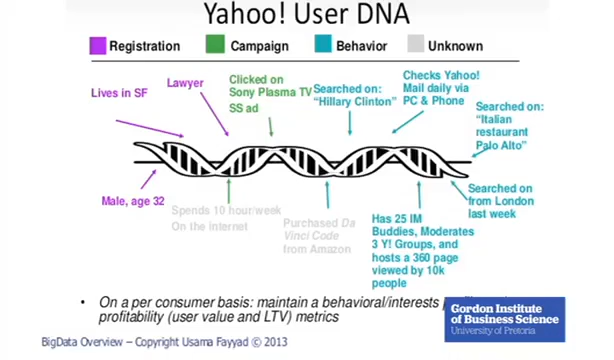 Yahoo! User DNA
Registration
Campaign
Behavior
Unknown
Lives in SF
Lawyer
Clicked on
Sony Plasma TV
SS ad
Searched on:
“Hillary Clinton”
Checks Yahoo!
Mail daily via
PC & Phone
Searched on:
“Italian
restaurant
Palo Alto”
Male, age 32
Spends 10 hour/week
On the internet
Purchased Da
Vinci Code
from Amazon
Has 25 IM
Buddies, Moderates
3 Y! Groups, and
hosts a 360 page
viewed by 10k
people
Searched on
from London
last week
• On a per consumer basis: maintain a behavioral/interests
profitability (user value and LTV) metrics
Gordon Institute
of Business Science
University of Pretoria
BigData Overview – Copyright Usama Fayyad © 2013